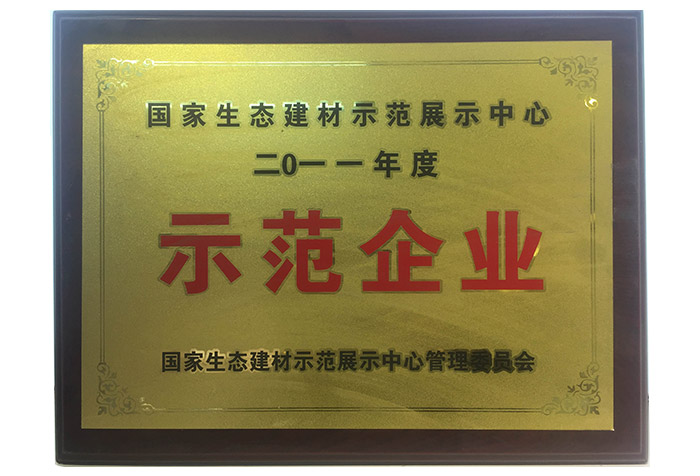 国家生态建材示范展示中心
二0一一年度
示范企业
国家生态建材示范展示中心管理委员会